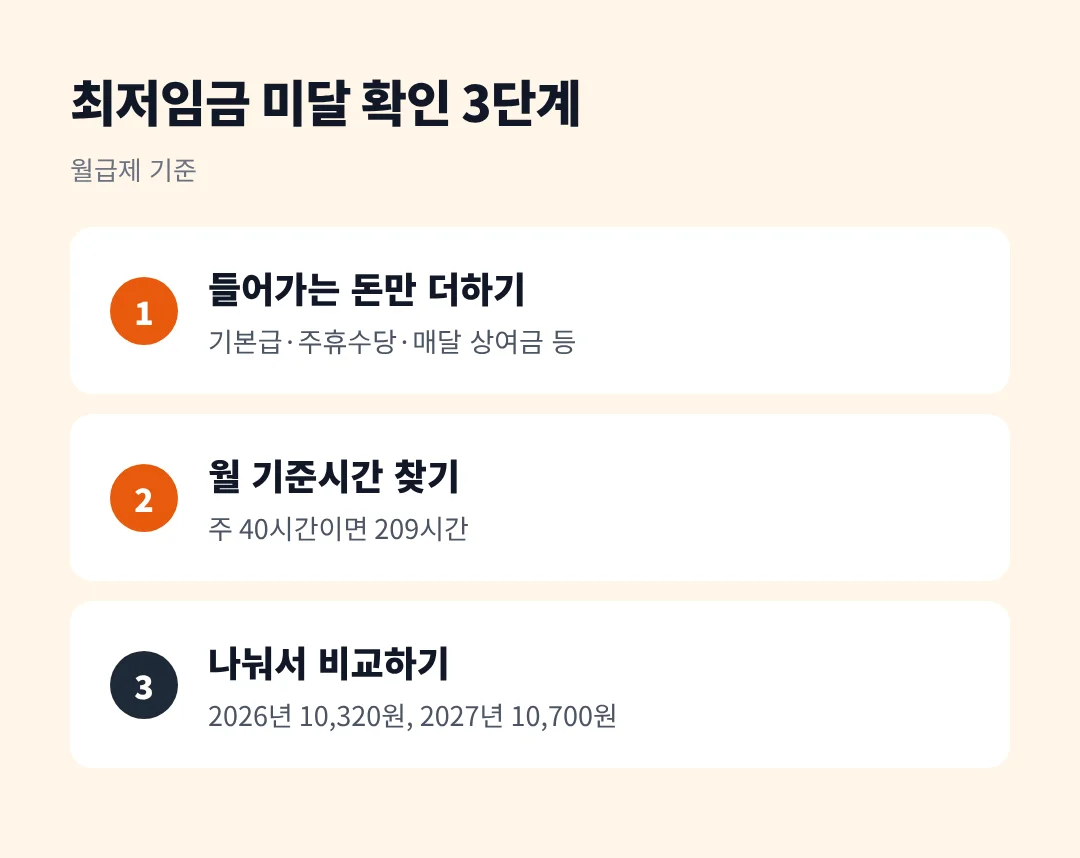 최저임금 미달 확인 3단계
월급제 기준
1
들어가는 돈만 더하기
기본급·주휴수당·매달 상여금 등
2
월 기준시간 찾기
주 40시간이면 209시간
3
나눠서 비교하기
2026년 10,320원, 2027년 10,700원